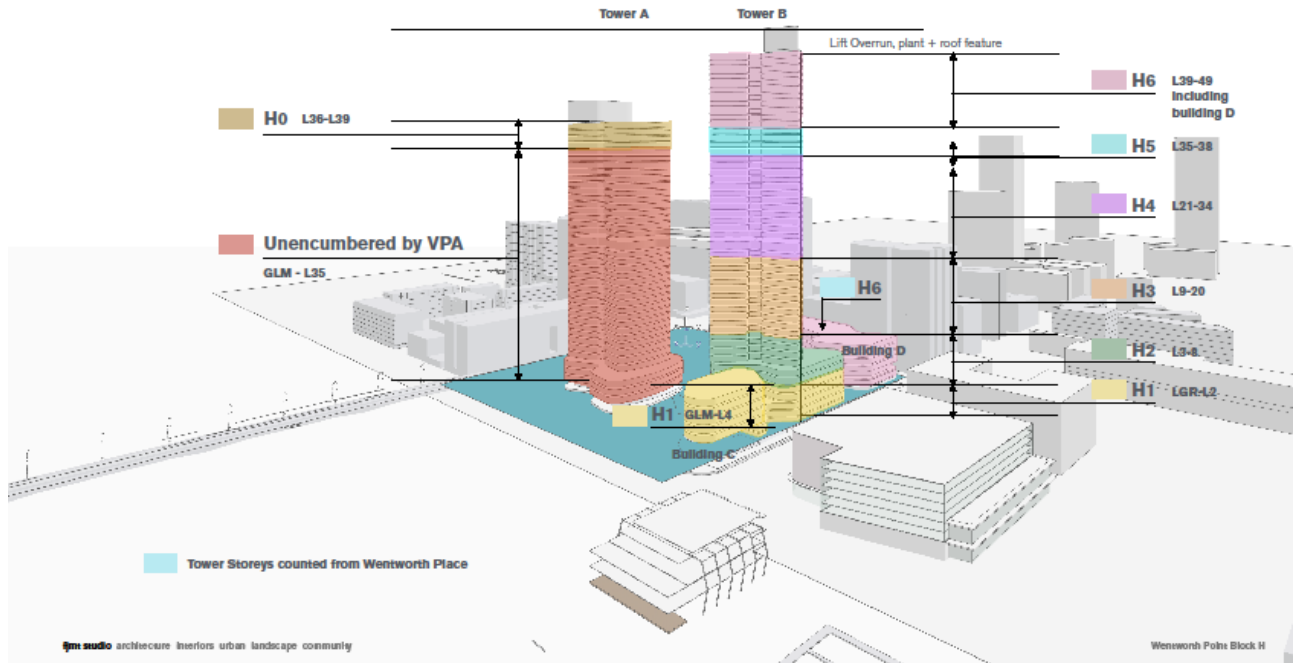 Tower A
Tower B
Lift Overrun, plant + roof feature
H6 L39-49
including
building D
H0 L36-L39
H5 L35-38
H4 L21-34
Unencumbered by VPA
GLM - L35
H6
H3 L9-20
Building D
H2 L3-8
H1 LGR-L2
H1 GLM-L4
Building C
Tower Storeys counted from Wentworth Place
fjmt studio architecture interiors urban landscape community
Wentworth Point Block H